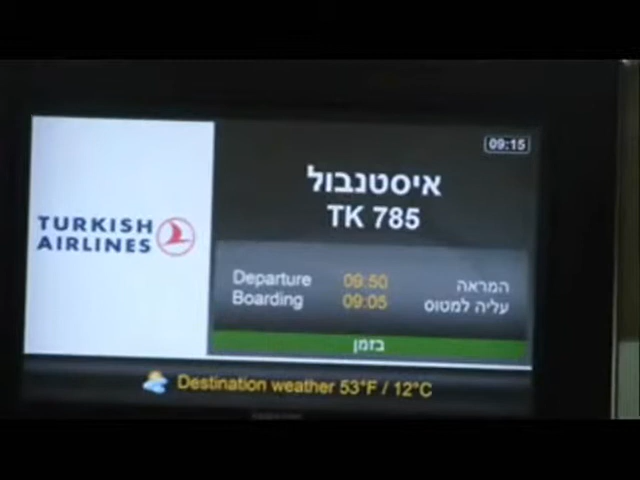 09:15
איסטנבול
TK 785
TURKISH
AIRLINES
Departure 09:50 המראה
Boarding 09:05 עליה למטוס
בזמן
Destination weather 53°F / 12°C